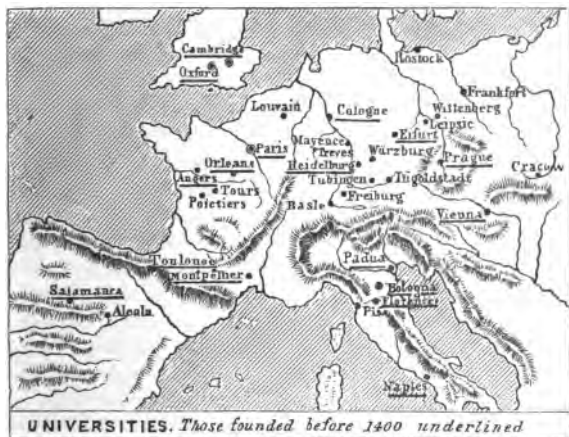 Cambridge
Oxford
Rostock
Frankfort
Louvain
Cologne
Wittenberg
Leipsic
Erfurt
Paris
Mayence
Treves
Würzburg
Prague
Orleans
Heidelburg
Cracow
Angers
Tours
Tubingen
Ingoldstadt
Poictiers
Freiburg
Basle
Vienna
Toulouse
Montpelher
Padua
Bologna
Salamanca
Florence
Alcala
Pisa
Naples
UNIVERSITIES. Those founded before 1400 underlined